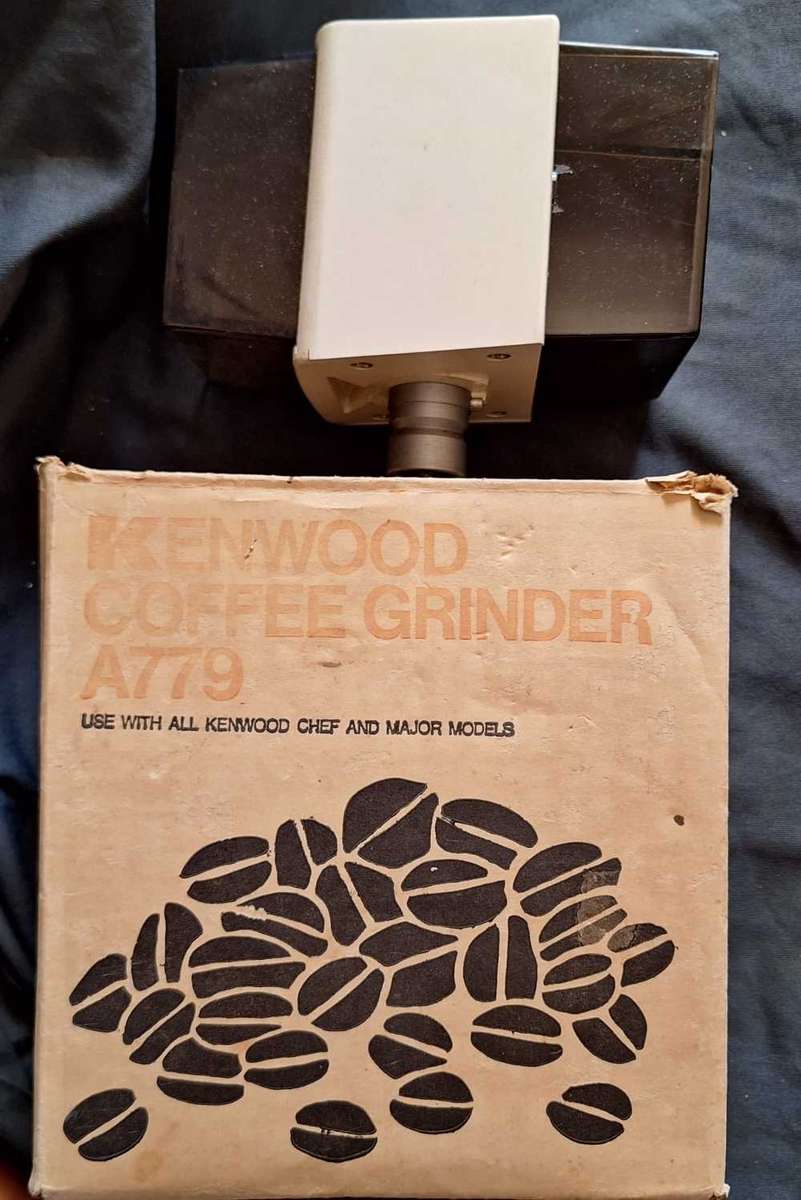 KENWOOD
COFFEE GRINDER
A779
USE WITH ALL KENWOOD CHEF AND MAJOR MODELS